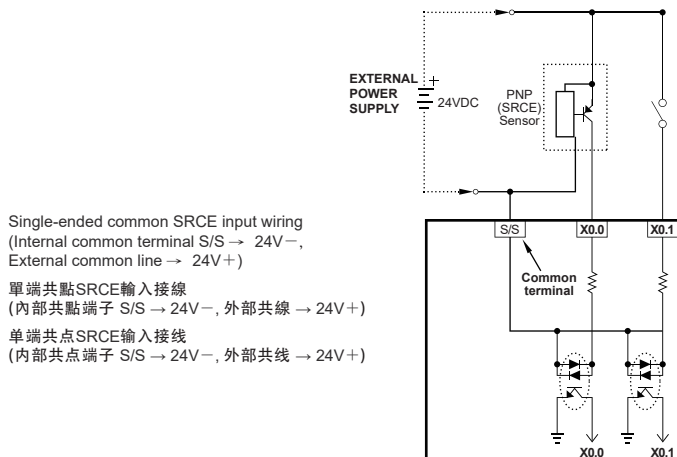 EXTERNAL
POWER
SUPPLY
+
24VDC
PNP
(SRCE)
Sensor
Single-ended common SRCE input wiring
(Internal common terminal S/S → 24V－,
External common line → 24V＋)
單端共點SRCE輸入接線
(內部共點端子 S/S → 24V－, 外部共線 → 24V＋)
单端共点SRCE输入接线
(内部共点端子 S/S → 24V－, 外部共线 → 24V＋)
S/S
X0.0
X0.1
Common
terminal
X0.0
X0.1